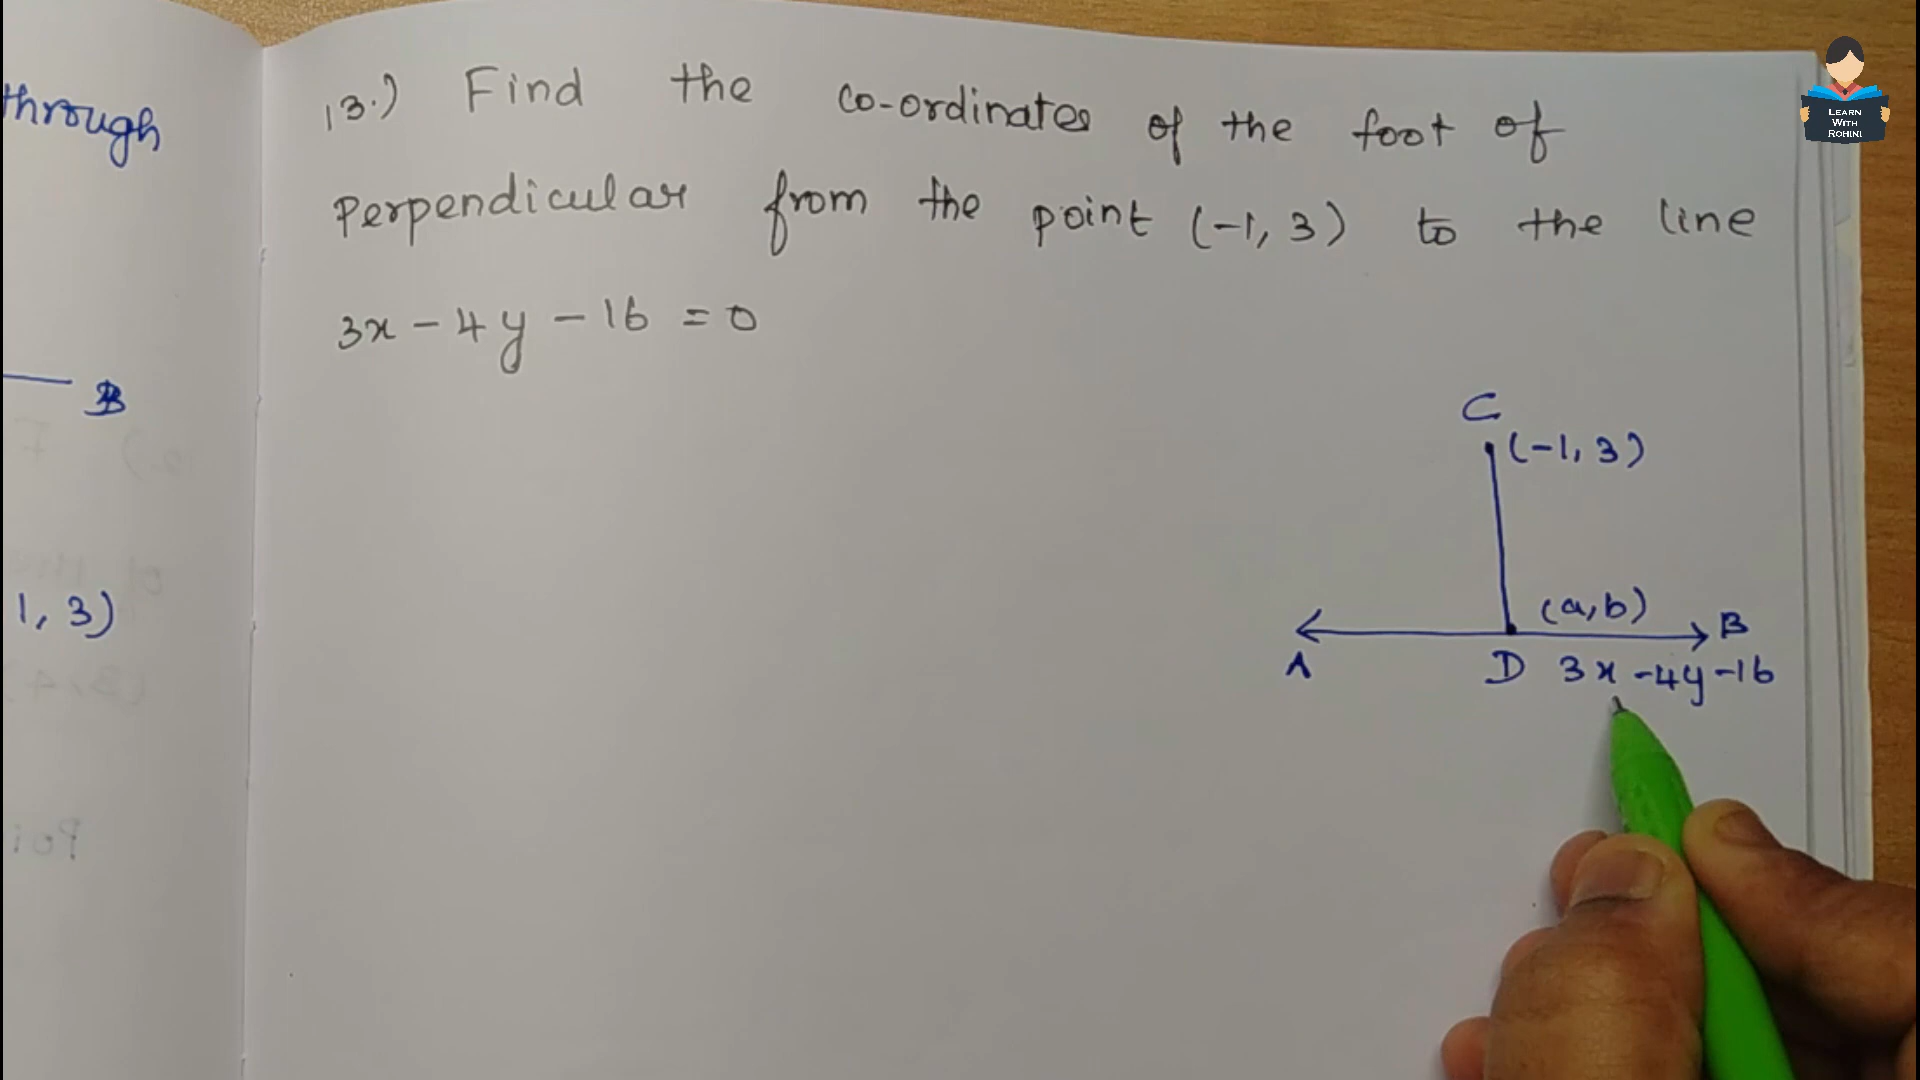 through
B
1, 3)
13.) Find the co-ordinates of the foot of
perpendicular from the point (-1, 3) to the line
3x - 4y - 16 = 0
C
(-1, 3)
(a, b)
A D B
3x - 4y - 16
LEARN
WITH
ROHINI